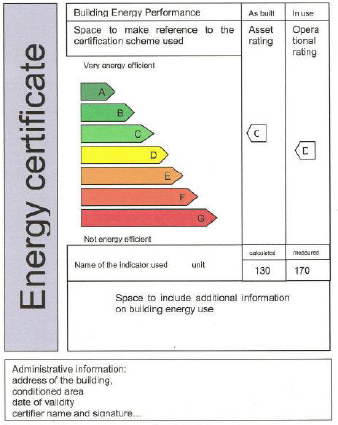 Energy certificate
Building Energy Performance
As built
In use
Space to make reference to the
certification scheme used
Asset
rating
Opera
tional
rating
Very energy efficient
A
B
C
D
E
F
G
C
Not energy efficient
Name of the indicator used
unit
calculated
measured
130
170
Space to include additional information
on building energy use
Administrative information:
address of the building,
conditioned area
date of validity
certifier name and signature...